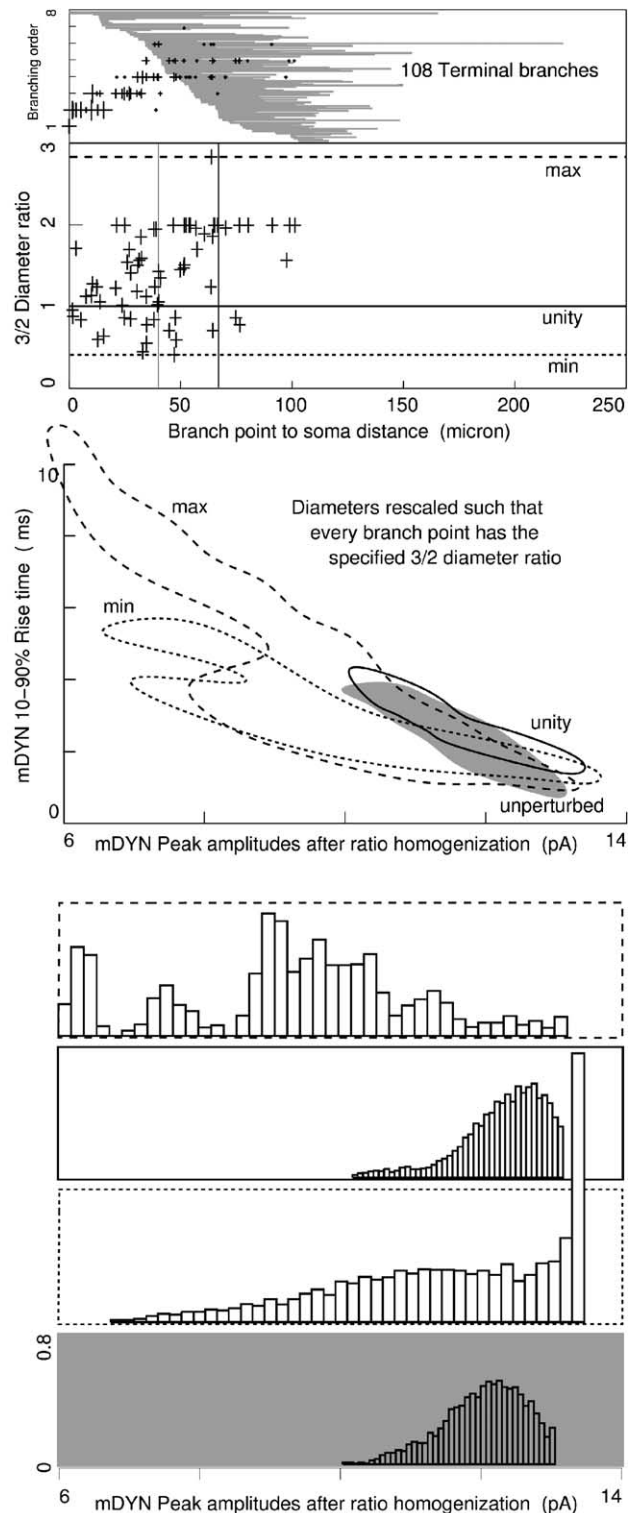 8
Branching order
108 Terminal branches
1
3
max
3/2 Diameter ratio
2
1
unity
min
0
0 50 100 150 200 250
Branch point to soma distance (micron)
10
max
Diameters rescaled such that
every branch point has the
specified 3/2 diameter ratio
mDYN 10–90% Rise time ( ms)
min
unity
unperturbed
0
6 14
mDYN Peak amplitudes after ratio homogenization (pA)
0.8
0
6 14
mDYN Peak amplitudes after ratio homogenization (pA)